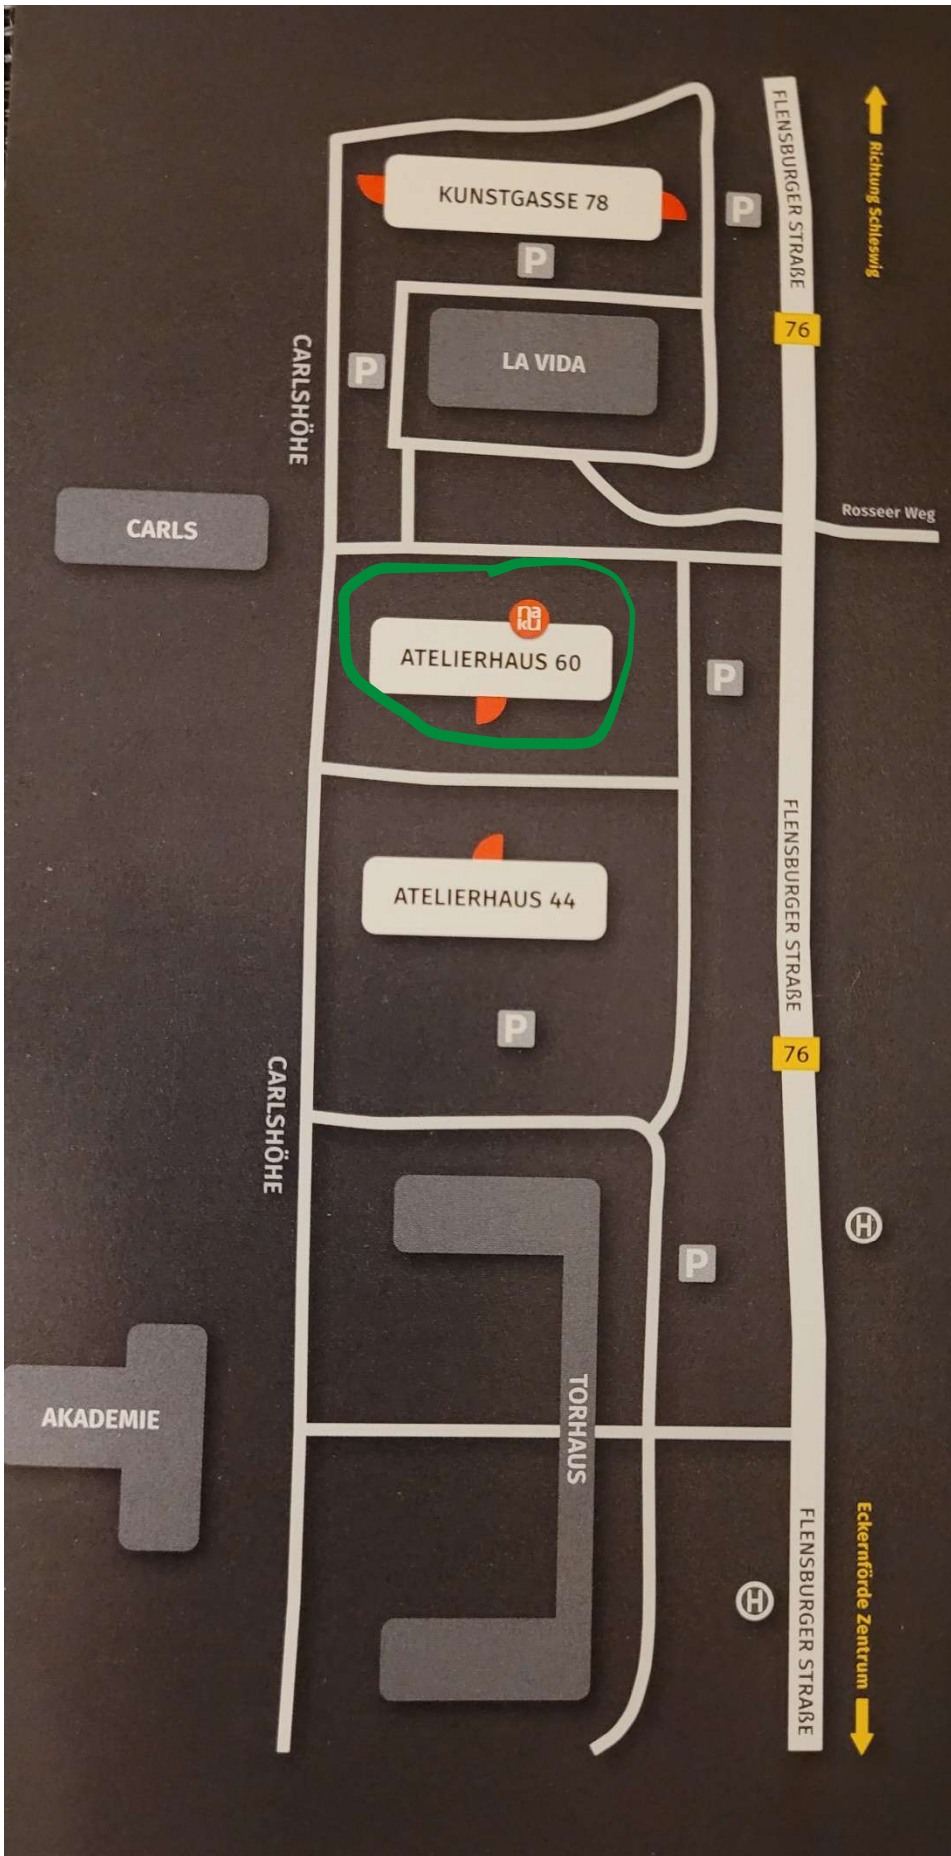 FLENSBURGER STRAßE
Richtung Schleswig
KUNSTGASSE 78
P
P
76
CARLSHÖHE
P
LA VIDA
Rosseer Weg
CARLS
na
kU
ATELIERHAUS 60
P
FLENSBURGER STRAßE
ATELIERHAUS 44
P
76
CARLSHÖHE
H
P
TORHAUS
AKADEMIE
Eckernförde Zentrum
FLENSBURGER STRAßE
H